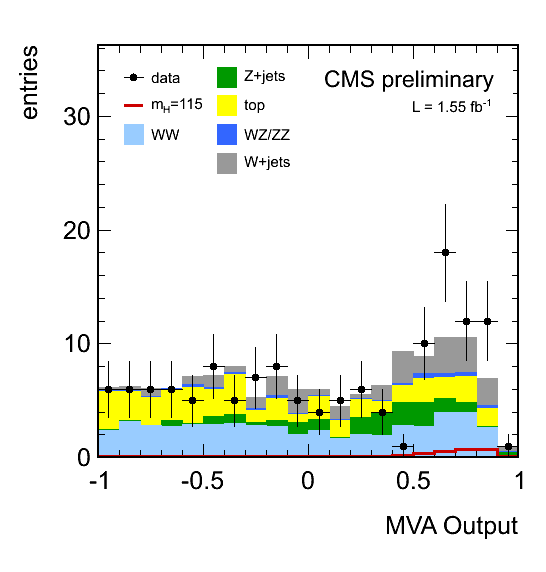 entries
CMS preliminary
L = 1.55 fb⁻¹
data
m_H=115
WW
Z+jets
top
WZ/ZZ
W+jets
30
20
10
0
-1
-0.5
0
0.5
1
MVA Output